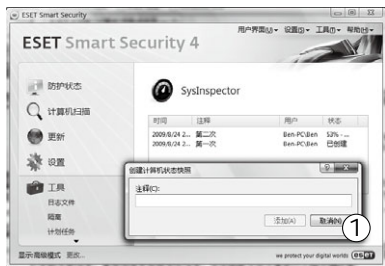 ESET Smart Security
ESET Smart Security 4
用户界面(U) 设置(S) 工具(T) 帮助(H)
防护状态
计算机扫描
更新
设置
工具
日志文件
隔离
计划任务
SysInspector
时间 注释 用户 状态
2009/8/24 2... 第二次 Ben-PC\Ben 53% -...
2009/8/24 2... 第一次 Ben-PC\Ben 已创建
创建计算机状态快照
注释(C):
添加(A) 取消(N)
1
显示:高级模式 更改...
we protect your digital worlds eset